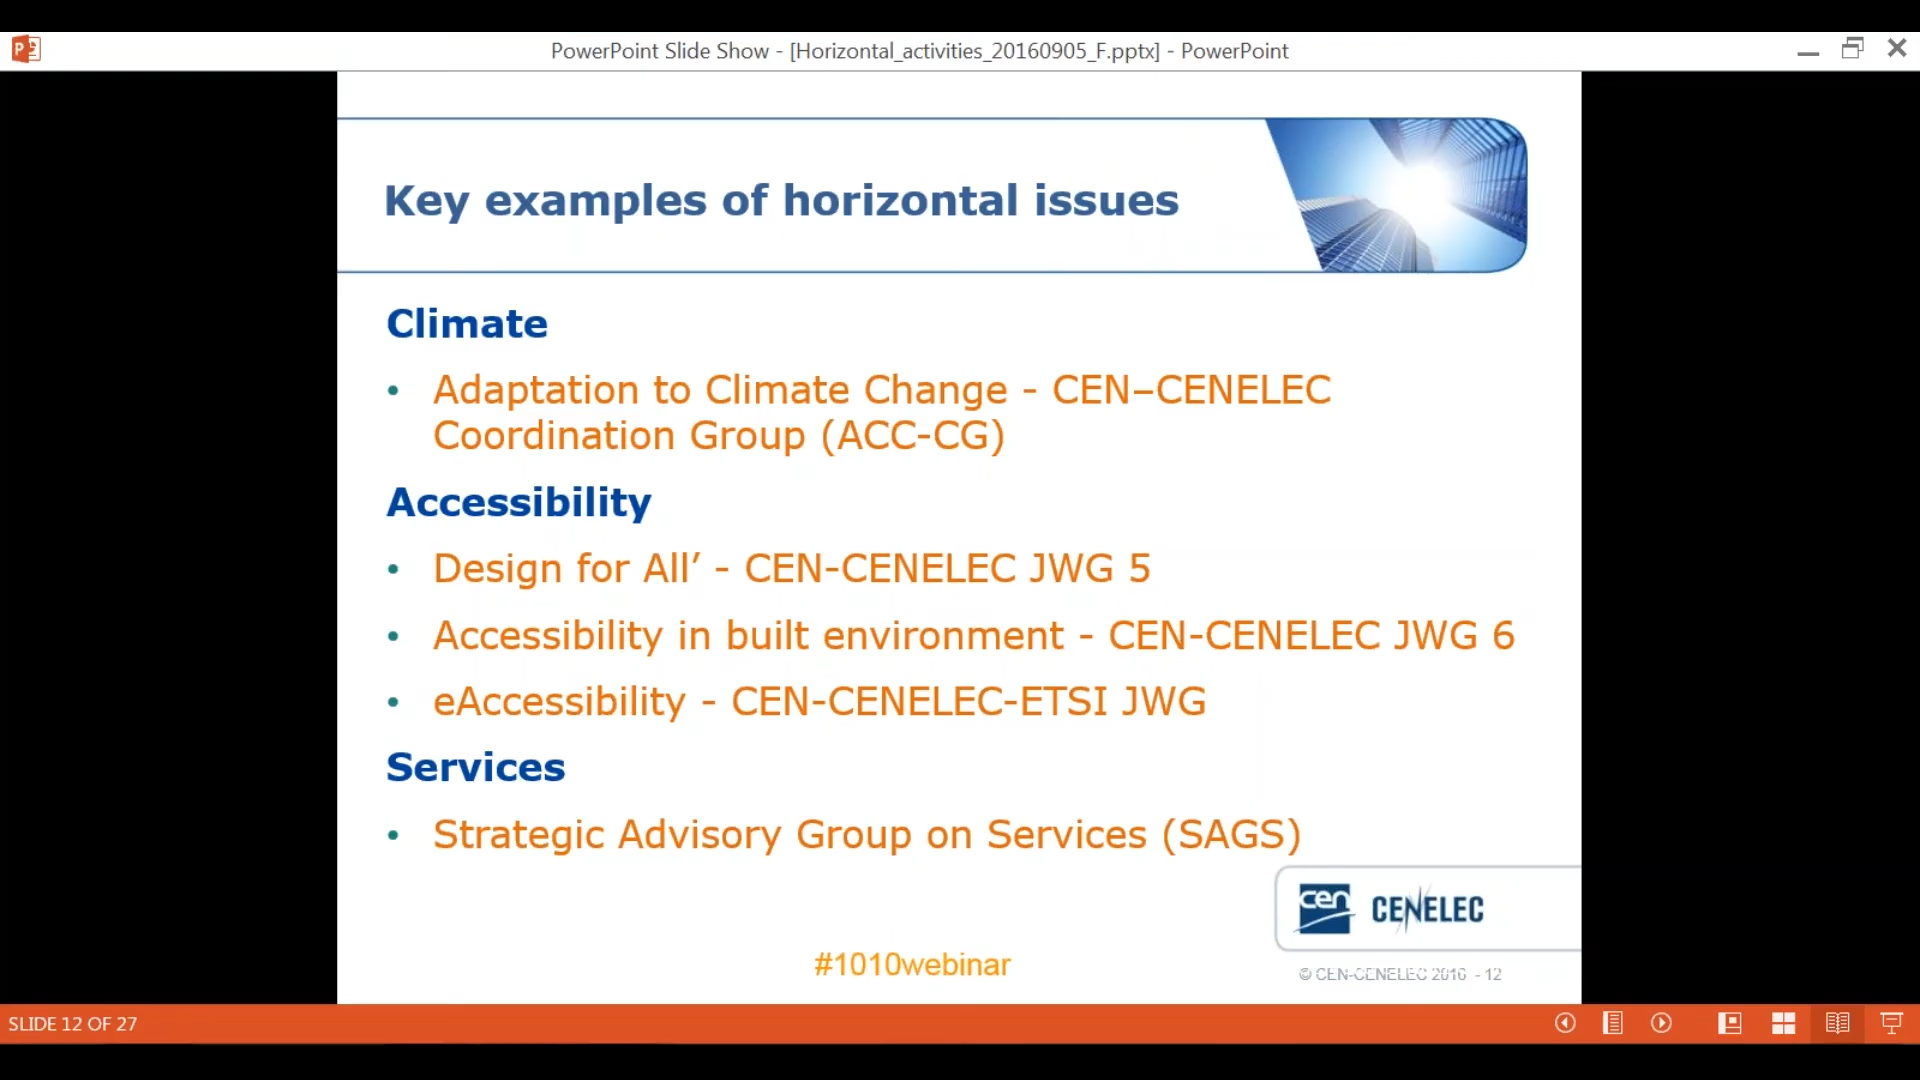 PowerPoint Slide Show - [Horizontal_activities_20160905_F.pptx] - PowerPoint
Key examples of horizontal issues
Climate
• Adaptation to Climate Change - CEN–CENELEC
Coordination Group (ACC-CG)
Accessibility
• Design for All’ - CEN-CENELEC JWG 5
• Accessibility in built environment - CEN-CENELEC JWG 6
• eAccessibility - CEN-CENELEC-ETSI JWG
Services
• Strategic Advisory Group on Services (SAGS)
cen CENELEC
#1010webinar
© CEN-CENELEC 2016 - 12
SLIDE 12 OF 27